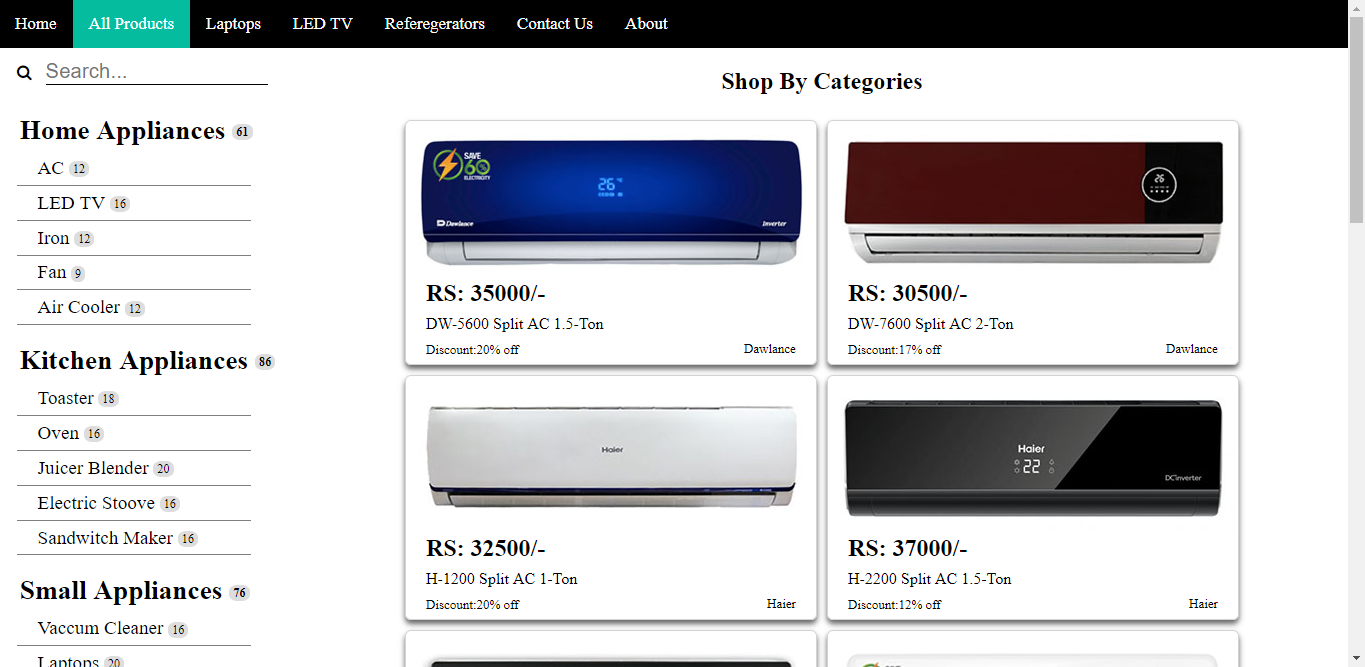 Home All Products Laptops LED TV Referegerators Contact Us About
Search...
Shop By Categories
Home Appliances 61
AC 12
LED TV 16
Iron 12
Fan 9
Air Cooler 12
Kitchen Appliances 86
Toaster 18
Oven 16
Juicer Blender 20
Electric Stoove 16
Sandwitch Maker 16
Small Appliances 76
Vaccum Cleaner 16
Laptops 20
SAVE
60%
ELECTRICITY
26°C
Dawlance Inverter
RS: 35000/-
DW-5600 Split AC 1.5-Ton
Discount:20% off Dawlance
26
RS: 30500/-
DW-7600 Split AC 2-Ton
Discount:17% off Dawlance
Haier
RS: 32500/-
H-1200 Split AC 1-Ton
Discount:20% off Haier
Haier
22
DC inverter
RS: 37000/-
H-2200 Split AC 1.5-Ton
Discount:12% off Haier